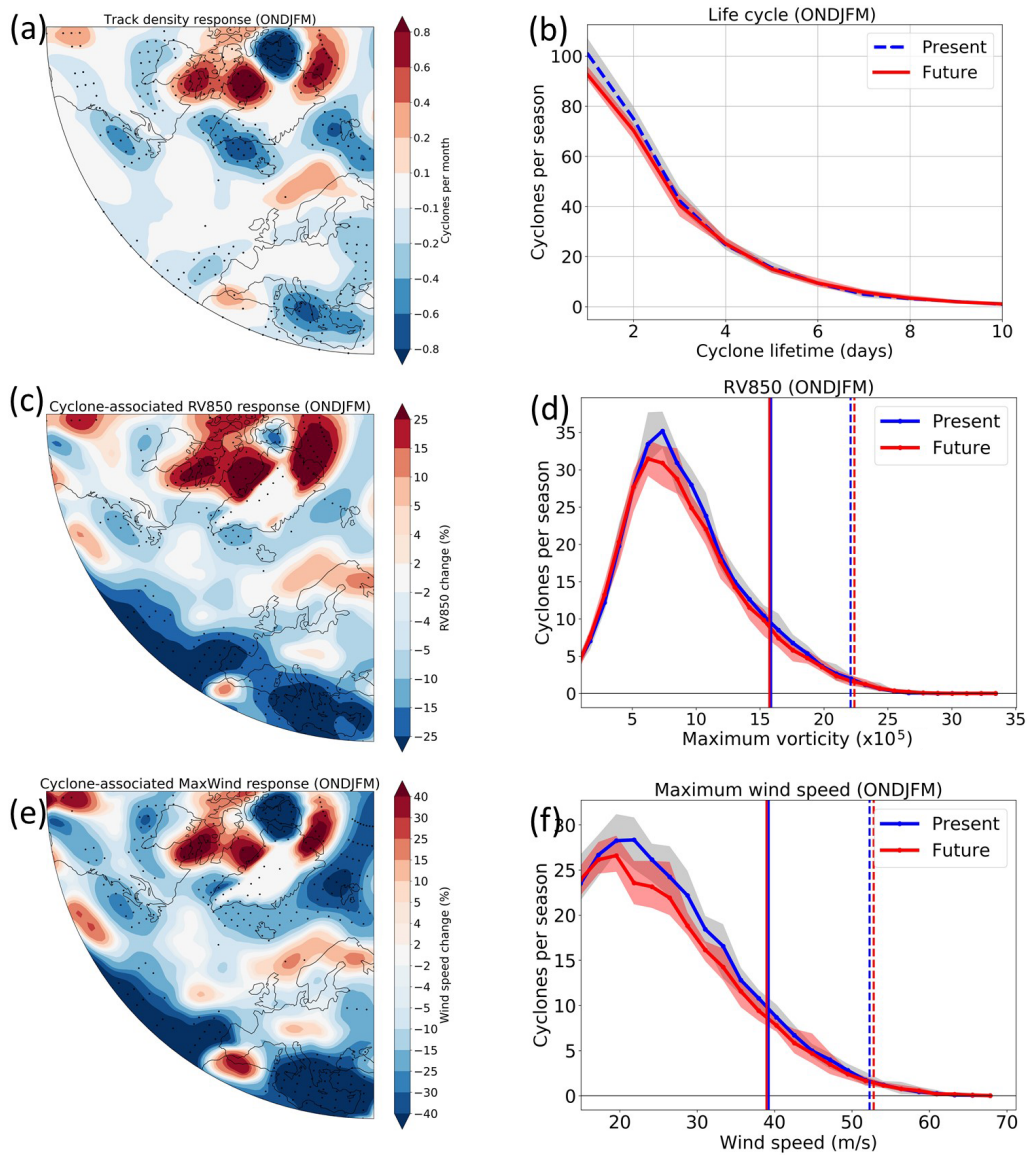 (a)
Track density response (ONDJFM)
0.8
0.6
0.4
0.2
0.1
−0.1
−0.2
−0.4
−0.6
−0.8
Cyclones per month
(b)
Life cycle (ONDJFM)
Present
Future
100
80
60
40
20
0
Cyclones per season
2
4
6
8
10
Cyclone lifetime (days)
(c)
Cyclone-associated RV850 response (ONDJFM)
25
15
10
5
4
2
−2
−4
−5
−10
−15
−25
RV850 change (%)
(d)
RV850 (ONDJFM)
Present
Future
35
30
25
20
15
10
5
0
Cyclones per season
5
10
15
20
25
30
35
Maximum vorticity (x10⁵)
(e)
Cyclone-associated MaxWind response (ONDJFM)
40
30
25
15
10
5
4
2
−2
−4
−5
−10
−15
−25
−30
−40
Wind speed change (%)
(f)
Maximum wind speed (ONDJFM)
Present
Future
30
25
20
15
10
5
0
Cyclones per season
20
30
40
50
60
70
Wind speed (m/s)